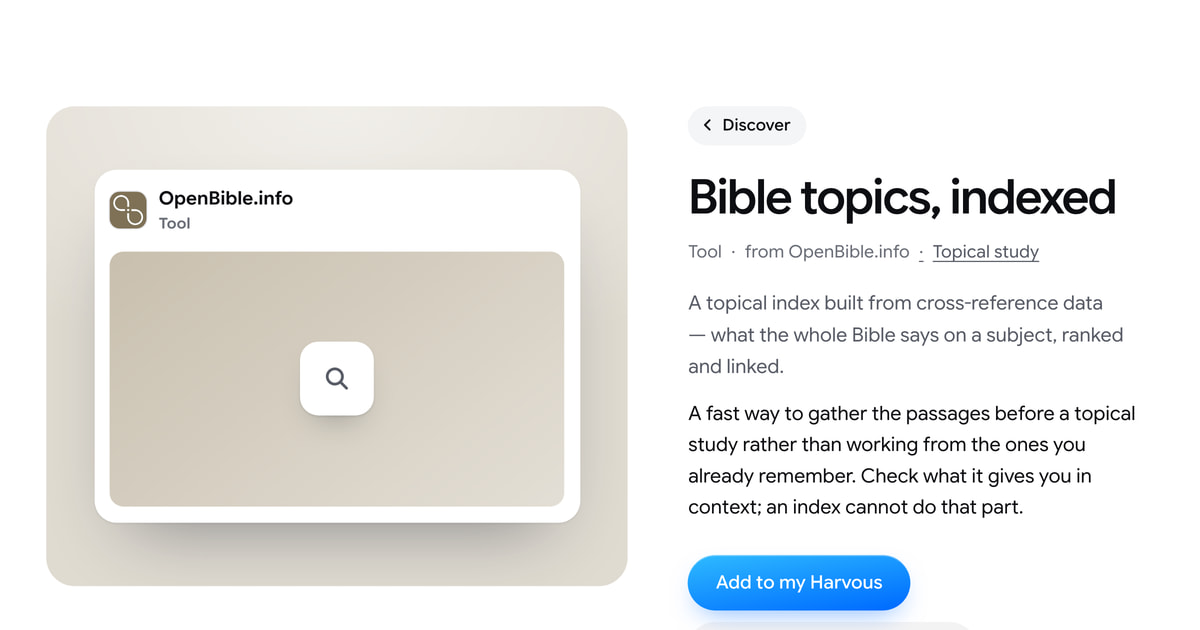 OpenBible.info
Tool
Discover
Bible topics, indexed
Tool · from OpenBible.info · Topical study
A topical index built from cross-reference data
— what the whole Bible says on a subject, ranked
and linked.
A fast way to gather the passages before a topical
study rather than working from the ones you
already remember. Check what it gives you in
context; an index cannot do that part.
Add to my Harvous